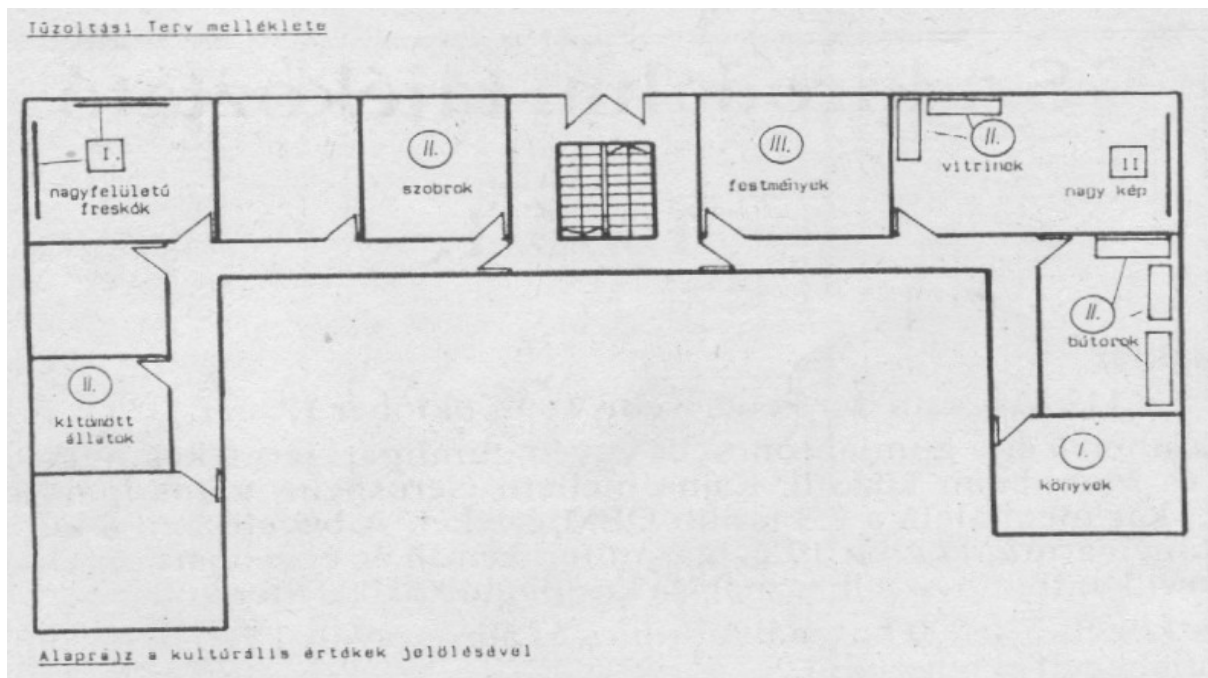 Tűzoltási Terv melléklete
I.
nagyfelületű
freskók
II.
szobrok
III.
festmények
II.
vitrinek
II
nagy kép
II.
bútorok
II.
kitömött
állatok
I.
könyvek
Alaprajz a kultúrális értékek jelölésével